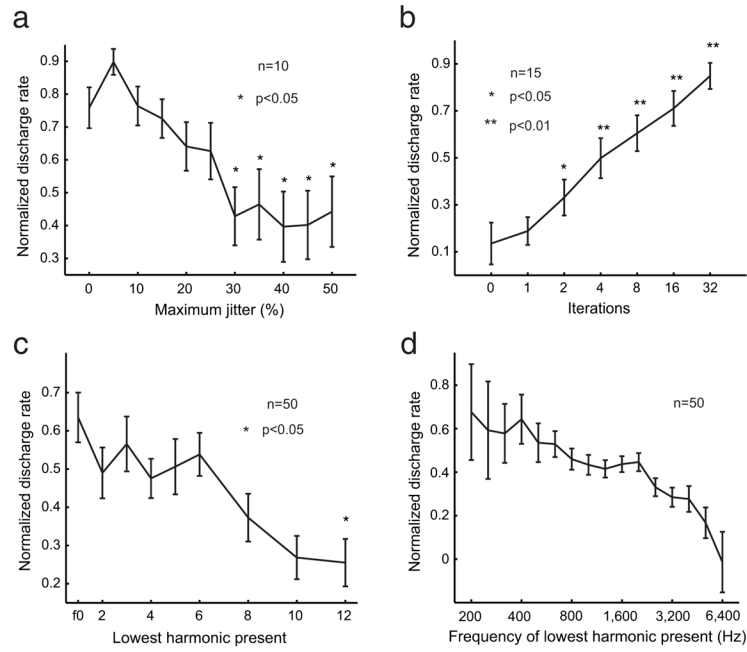 a
Normalized discharge rate
0.9
0.8
0.7
0.6
0.5
0.4
0.3
n=10
* p<0.05
* * * * *
0 10 20 30 40 50
Maximum jitter (%)
b
Normalized discharge rate
0.9
0.7
0.5
0.3
0.1
n=15
* p<0.05
** p<0.01
* ** ** ** **
0 1 2 4 8 16 32
Iterations
c
Normalized discharge rate
0.7
0.6
0.5
0.4
0.3
0.2
n=50
* p<0.05
*
f0 2 4 6 8 10 12
Lowest harmonic present
d
Normalized discharge rate
0.8
0.6
0.4
0.2
0
n=50
200 400 800 1,600 3,200 6,400
Frequency of lowest harmonic present (Hz)